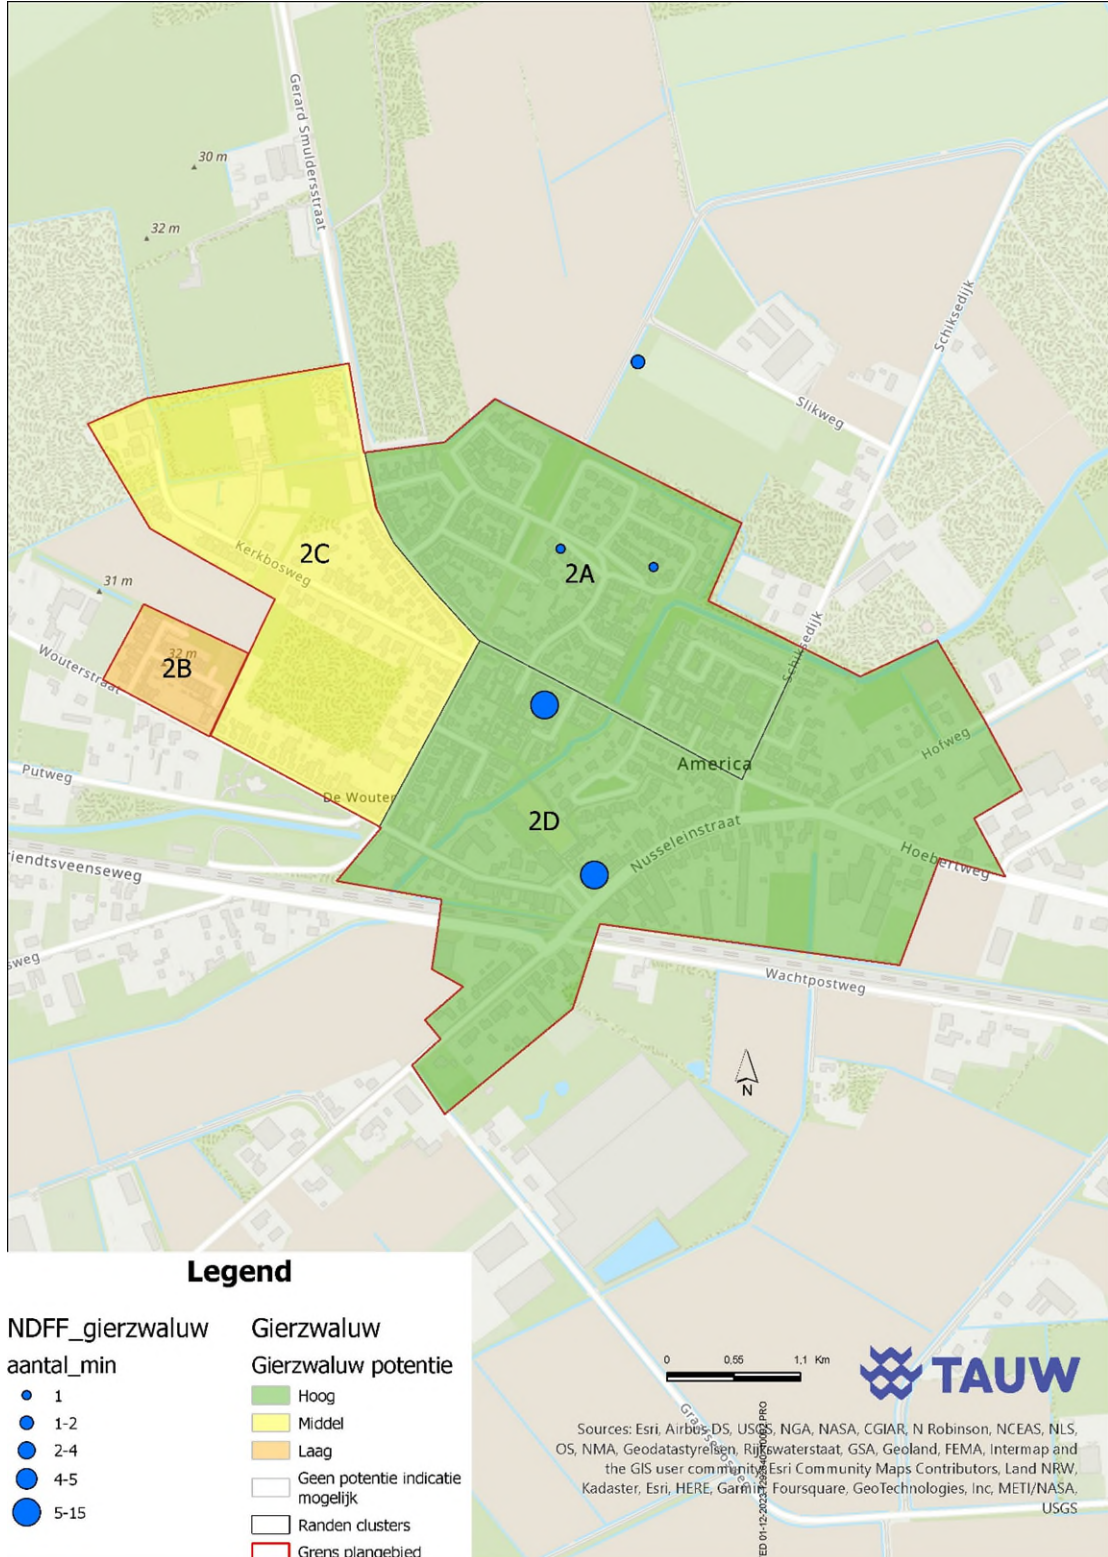 Gerard Smuldersstraat
30 m
32 m
Schiksedijk
Slikweg
2C
Kerkbosweg
2A
31 m
32 m
2B
Wouterstraat
Schiksedijk
Hofweg
America
Putweg
De Wouter
2D
Nusseleinstraat
Hoebertweg
riendtsveenseweg
sweg
Wachtpostweg
N
Legend
NDFF_gierzwaluw
aantal_min
1
1-2
2-4
4-5
5-15
Gierzwaluw
Gierzwaluw potentie
Hoog
Middel
Laag
Geen potentie indicatie
mogelijk
Randen clusters
Grens plangebied
0 0,55 1,1 Km
TAUW
Sources: Esri, Airbus DS, USGS, NGA, NASA, CGIAR, N Robinson, NCEAS, NLS,
OS, NMA, Geodatastyrelsen, Rijkswaterstaat, GSA, Geoland, FEMA, Intermap and
the GIS user community, Esri Community Maps Contributors, Land NRW,
Kadaster, Esri, HERE, Garmin, Foursquare, GeoTechnologies, Inc, METI/NASA,
USGS